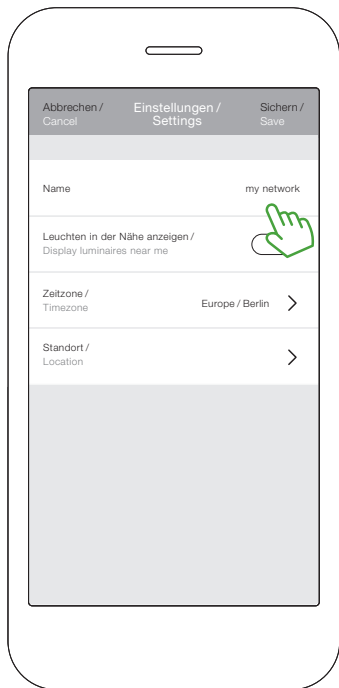 Abbrechen /
Cancel
Einstellungen /
Settings
Sichern /
Save
Name
my network
Leuchten in der Nähe anzeigen /
Display luminaires near me
Zeitzone /
Timezone
Europe / Berlin
Standort /
Location